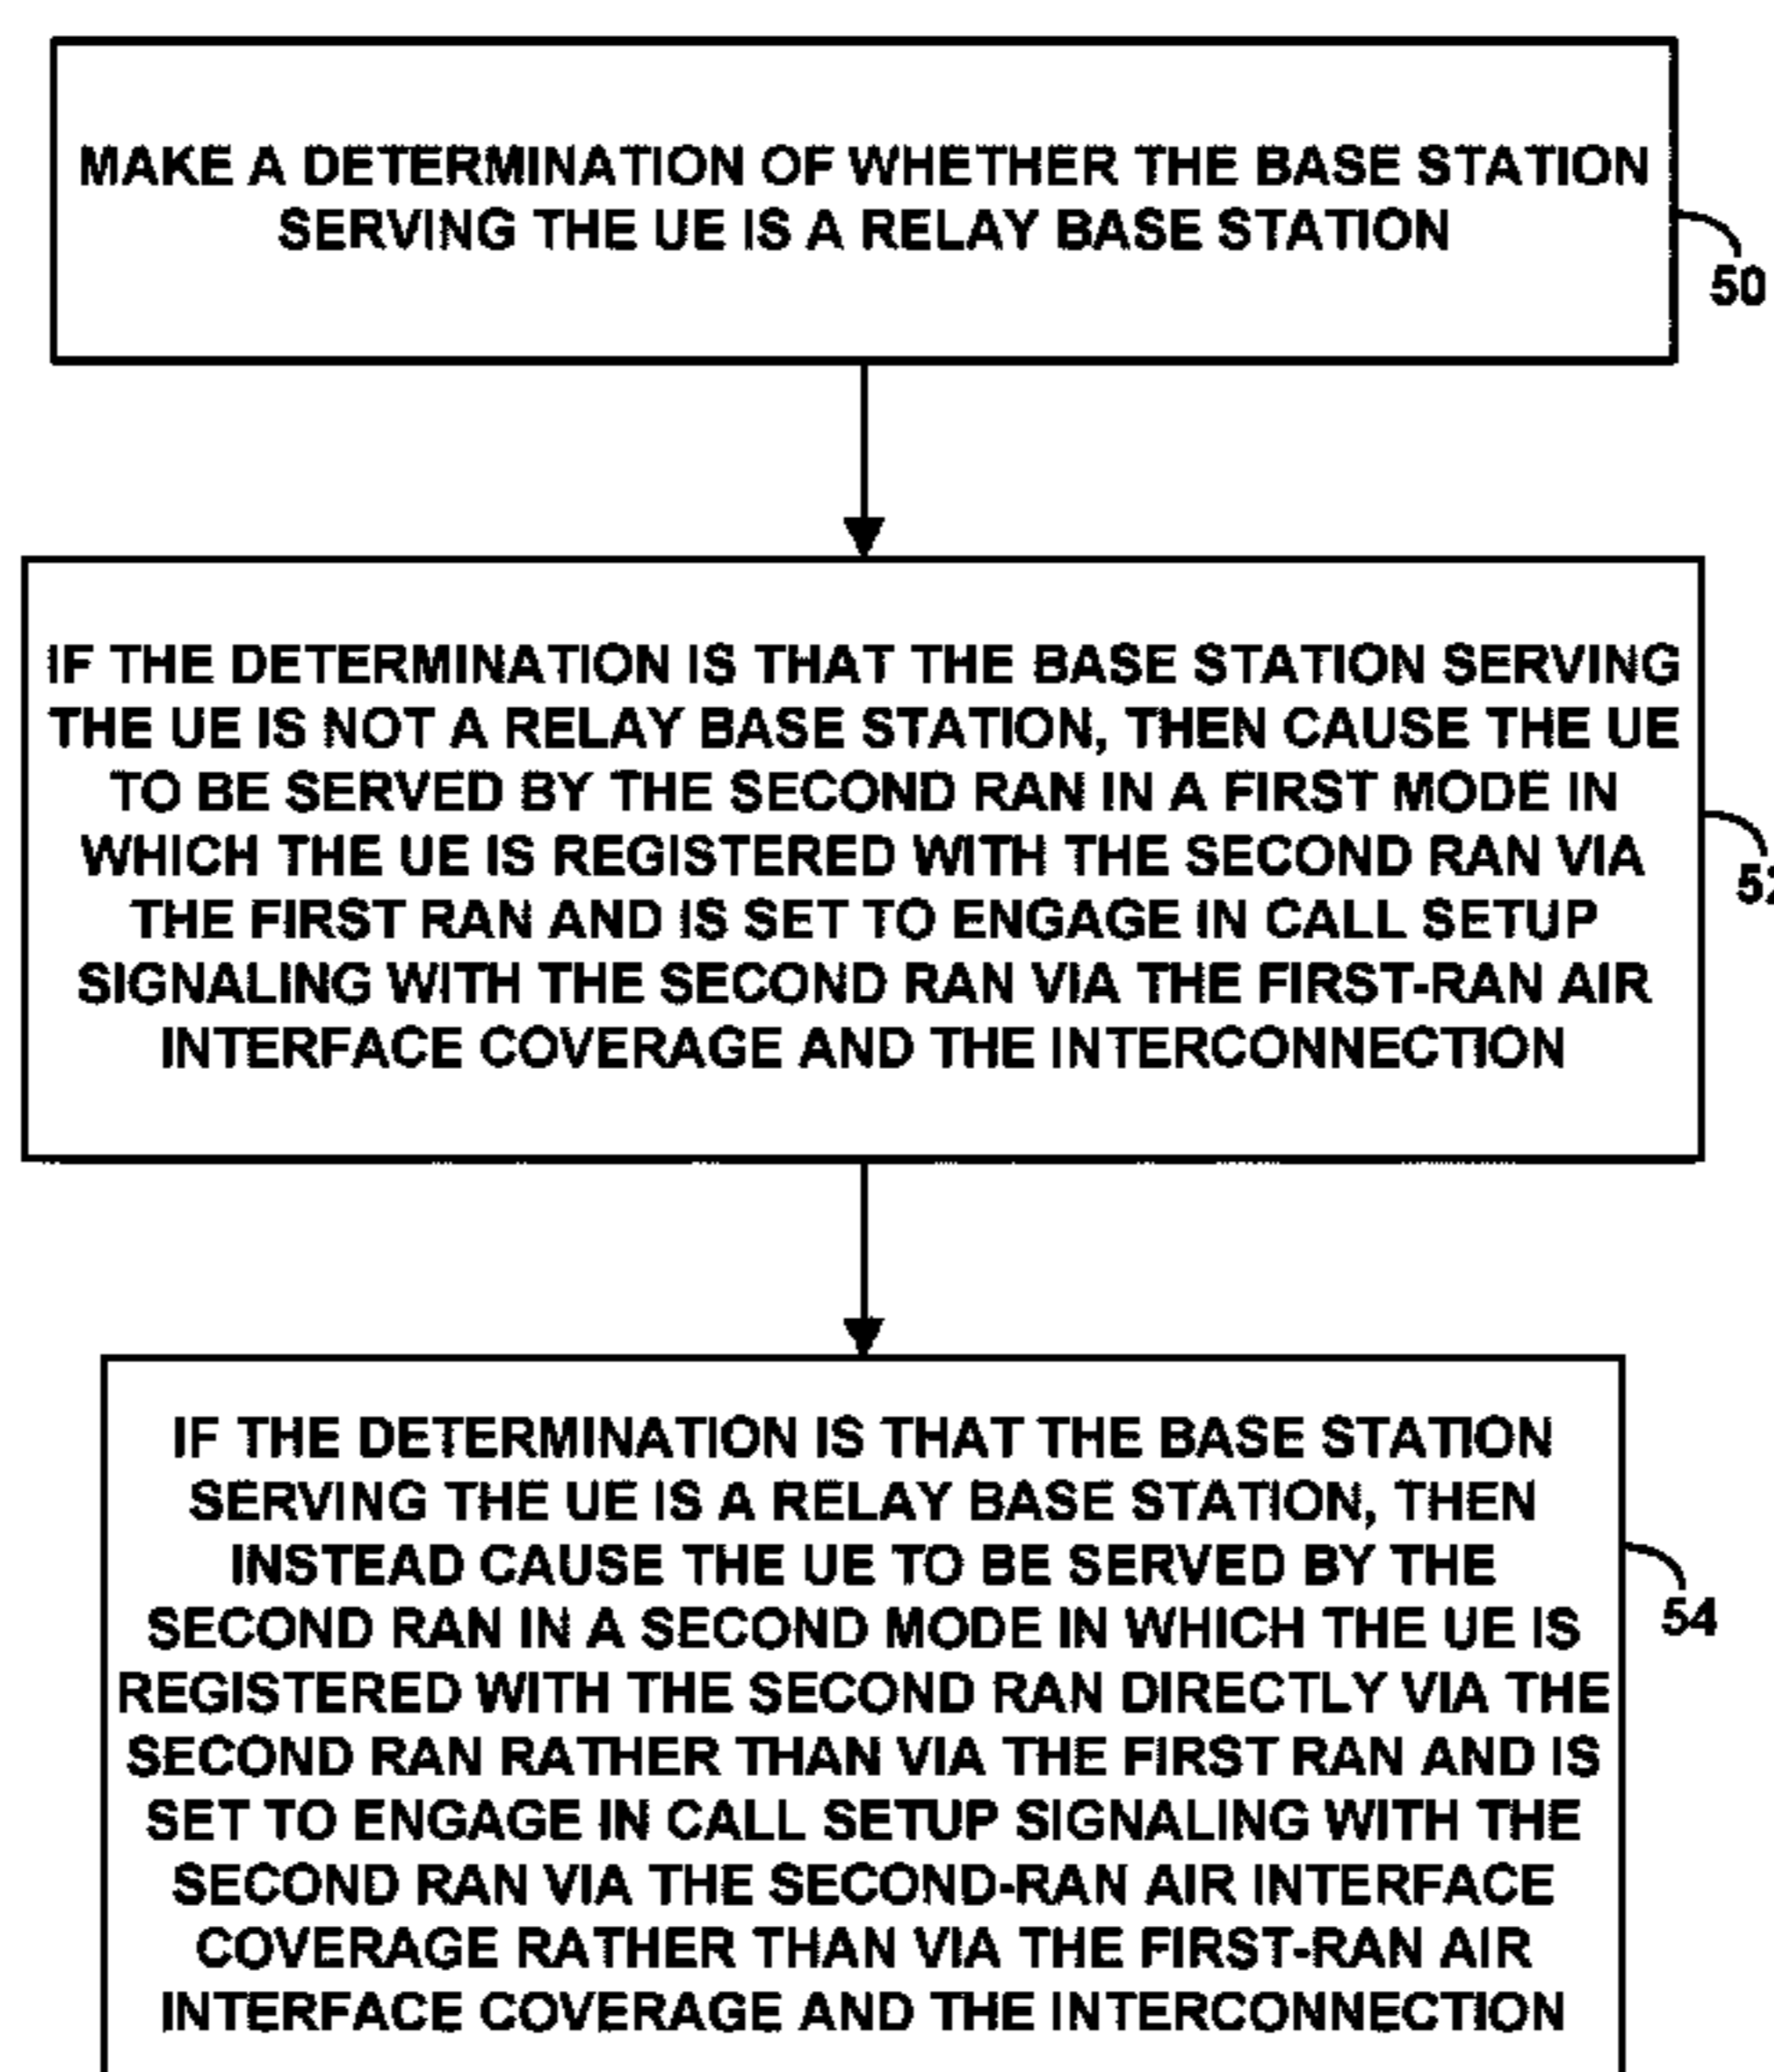 MAKE A DETERMINATION OF WHETHER THE BASE STATION
SERVING THE UE IS A RELAY BASE STATION
50
IF THE DETERMINATION IS THAT THE BASE STATION SERVING
THE UE IS NOT A RELAY BASE STATION, THEN CAUSE THE UE
TO BE SERVED BY THE SECOND RAN IN A FIRST MODE IN
WHICH THE UE IS REGISTERED WITH THE SECOND RAN VIA
THE FIRST RAN AND IS SET TO ENGAGE IN CALL SETUP
SIGNALING WITH THE SECOND RAN VIA THE FIRST-RAN AIR
INTERFACE COVERAGE AND THE INTERCONNECTION
IF THE DETERMINATION IS THAT THE BASE STATION
SERVING THE UE IS A RELAY BASE STATION, THEN
INSTEAD CAUSE THE UE TO BE SERVED BY THE
SECOND RAN IN A SECOND MODE IN WHICH THE UE IS
REGISTERED WITH THE SECOND RAN DIRECTLY VIA THE
SECOND RAN RATHER THAN VIA THE FIRST RAN AND IS
SET TO ENGAGE IN CALL SETUP SIGNALING WITH THE
SECOND RAN VIA THE SECOND-RAN AIR INTERFACE
COVERAGE RATHER THAN VIA THE FIRST-RAN AIR
INTERFACE COVERAGE AND THE INTERCONNECTION
54